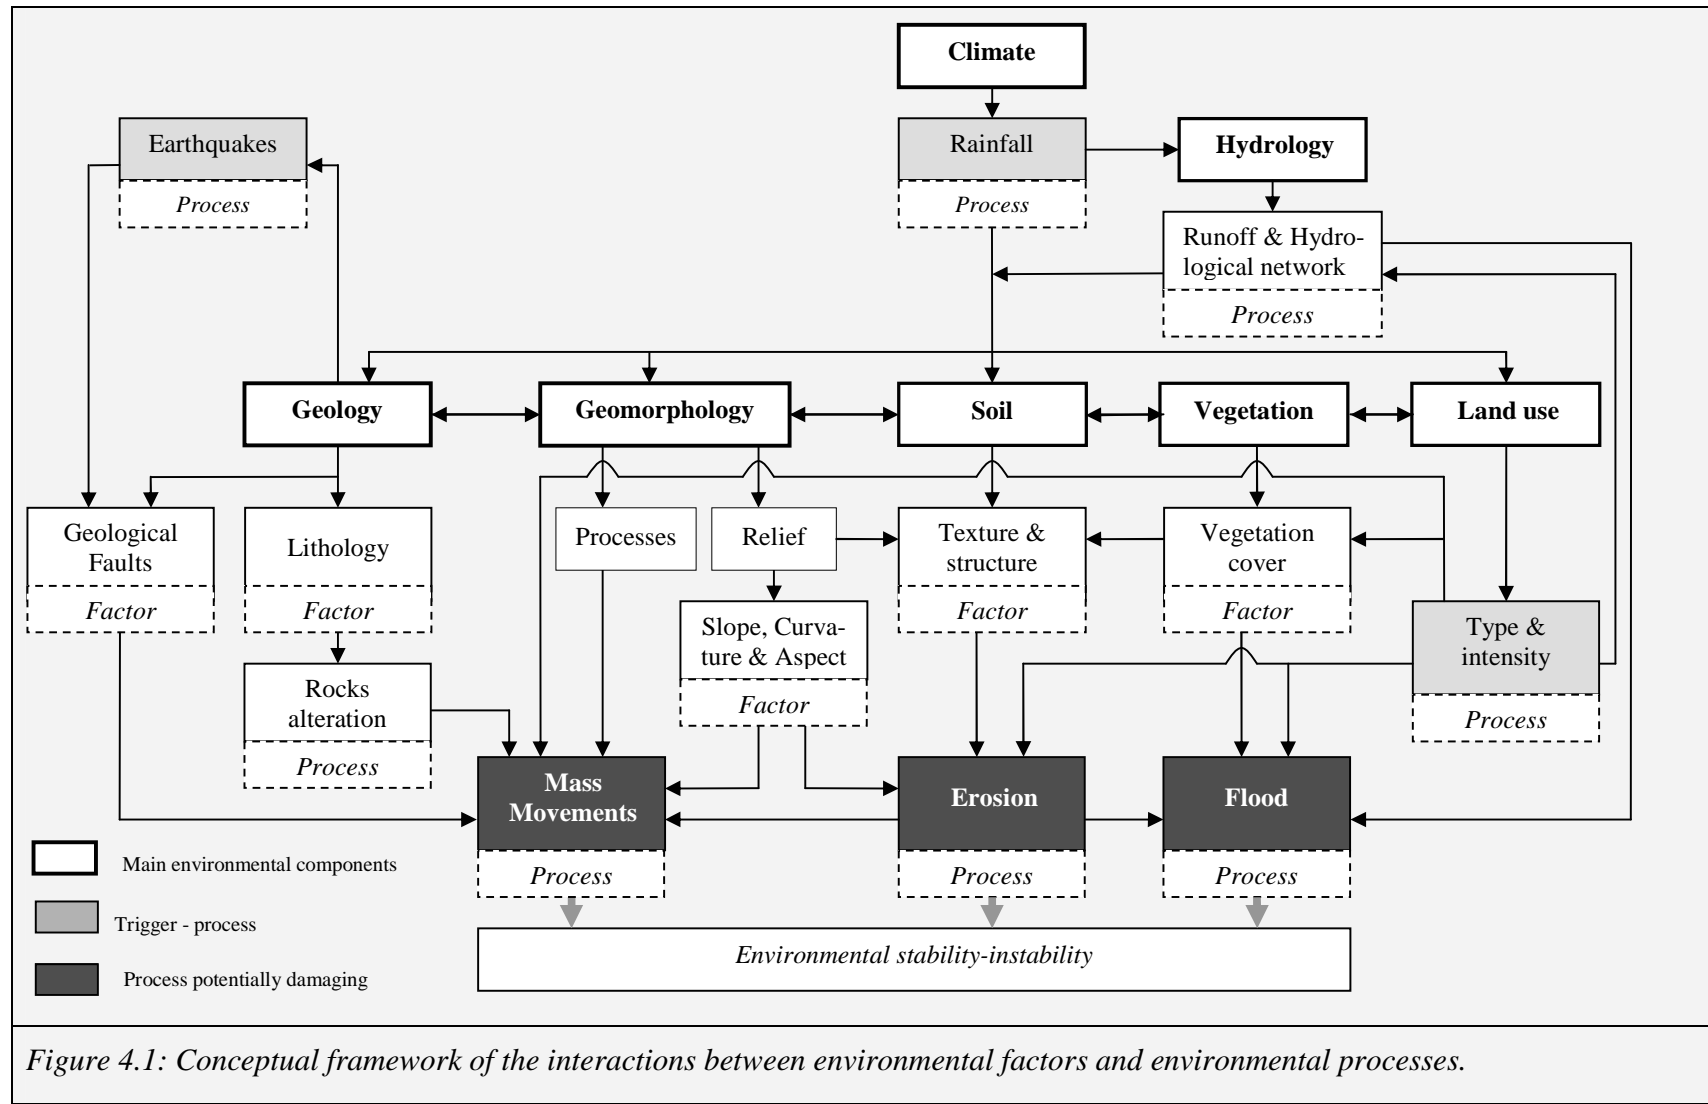 Climate
Earthquakes
Process
Rainfall
Process
Hydrology
Runoff & Hydro-
logical network
Process
Geology
Geomorphology
Soil
Vegetation
Land use
Geological
Faults
Factor
Lithology
Factor
Processes
Relief
Texture &
structure
Factor
Vegetation
cover
Factor
Slope, Curva-
ture & Aspect
Factor
Type &
intensity
Process
Rocks
alteration
Process
Mass
Movements
Process
Erosion
Process
Flood
Process
Main environmental components
Trigger - process
Process potentially damaging
Environmental stability-instability
Figure 4.1: Conceptual framework of the interactions between environmental factors and environmental processes.